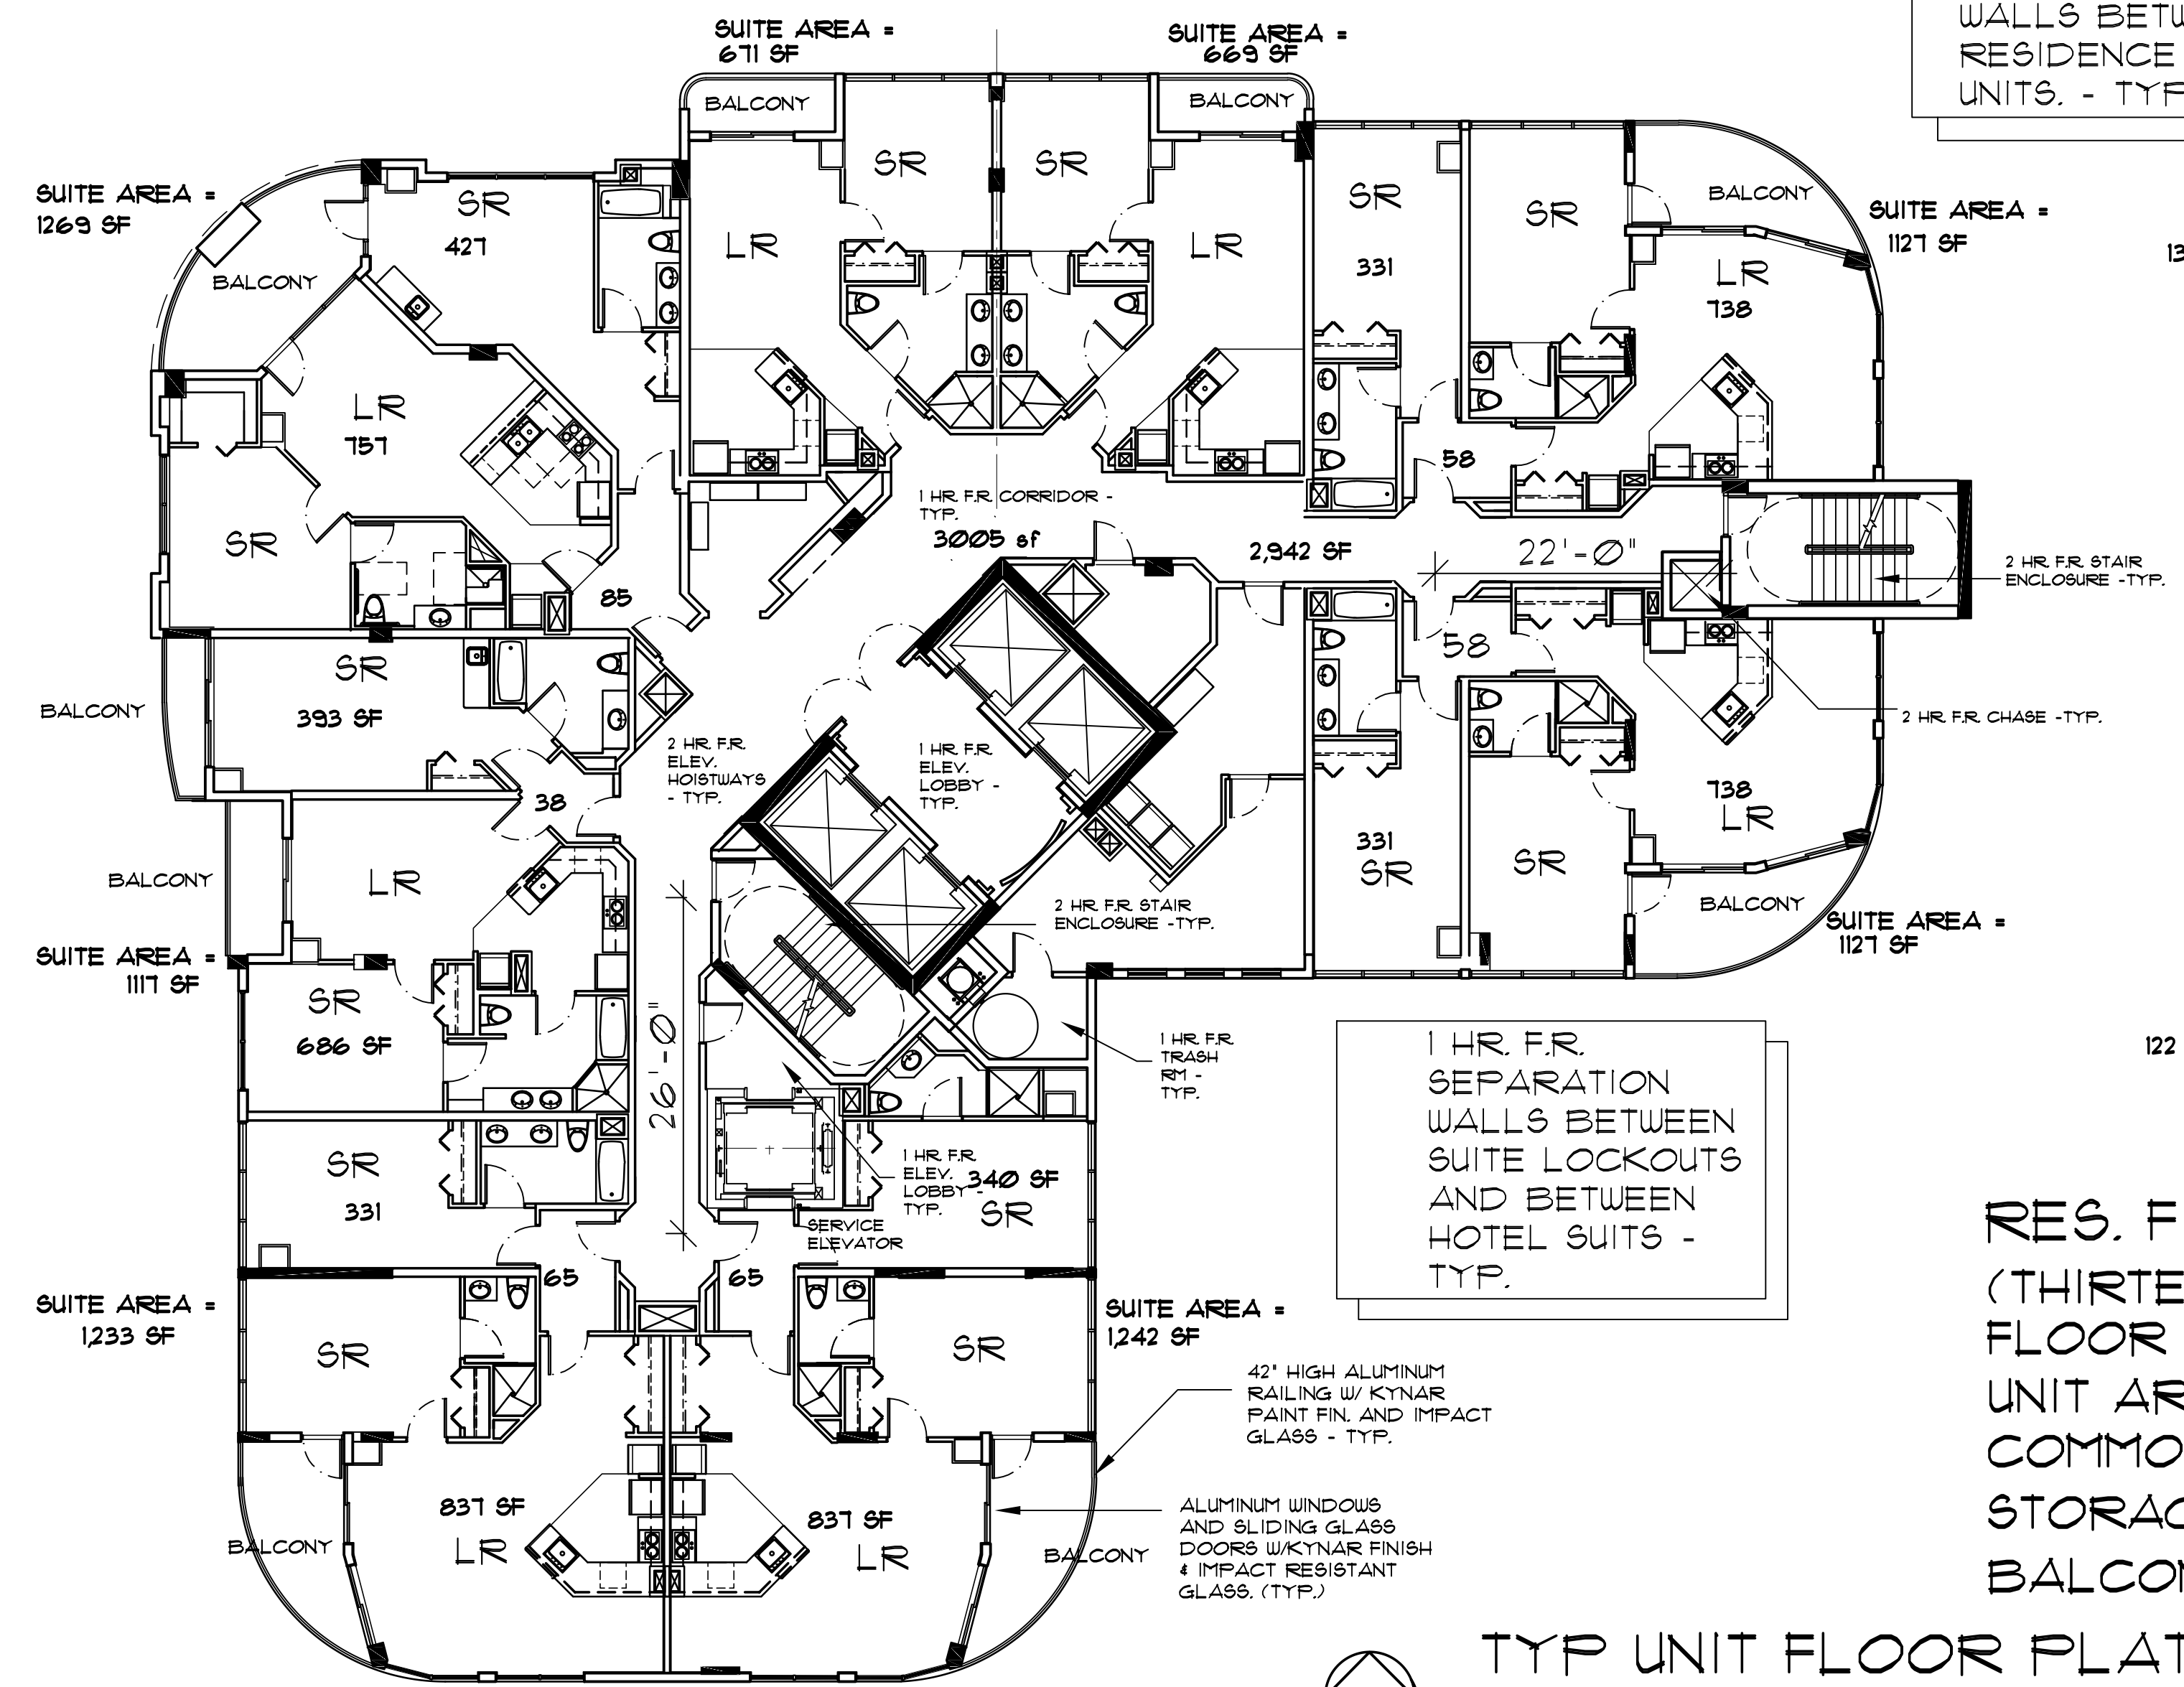 WALLS BETW
RESIDENCE
UNITS. - TYP
SUITE AREA =
671 SF
SUITE AREA =
669 SF
BALCONY
BALCONY
SR
SR
SUITE AREA =
1269 SF
SR
427
LR
LR
SR
331
SR
BALCONY
SUITE AREA =
1127 SF
13
LR
738
BALCONY
LR
757
58
SR
1 HR. F.R. CORRIDOR -
TYP.
3005 sf
2,942 SF
22'-0"
2 HR. F.R. STAIR
ENCLOSURE -TYP.
85
58
SR
393 SF
BALCONY
2 HR. F.R. CHASE -TYP.
2 HR. F.R.
ELEV.
HOISTWAYS
- TYP.
1 HR. F.R.
ELEV.
LOBBY -
TYP.
38
738
LR
331
SR
SR
BALCONY
LR
2 HR. F.R. STAIR
ENCLOSURE -TYP.
BALCONY
SUITE AREA =
1127 SF
SUITE AREA =
1117 SF
SR
686 SF
26'-0"
1 HR. F.R.
TRASH
RM -
TYP.
1 HR. F.R.
SEPARATION
WALLS BETWEEN
SUITE LOCKOUTS
AND BETWEEN
HOTEL SUITS -
TYP.
122
SR
331
1 HR. F.R.
ELEV.
LOBBY -
TYP.
340 SF
SR
SERVICE
ELEVATOR
65
65
SUITE AREA =
1,233 SF
SUITE AREA =
1,242 SF
SR
SR
42" HIGH ALUMINUM
RAILING W/ KYNAR
PAINT FIN. AND IMPACT
GLASS - TYP.
837 SF
LR
837 SF
LR
BALCONY
BALCONY
ALUMINUM WINDOWS
AND SLIDING GLASS
DOORS W/KYNAR FINISH
& IMPACT RESISTANT
GLASS. (TYP.)
RES. F
(THIRTE
FLOOR
UNIT AR
COMMO
STORAG
BALCON
TYP UNIT FLOOR PLAT